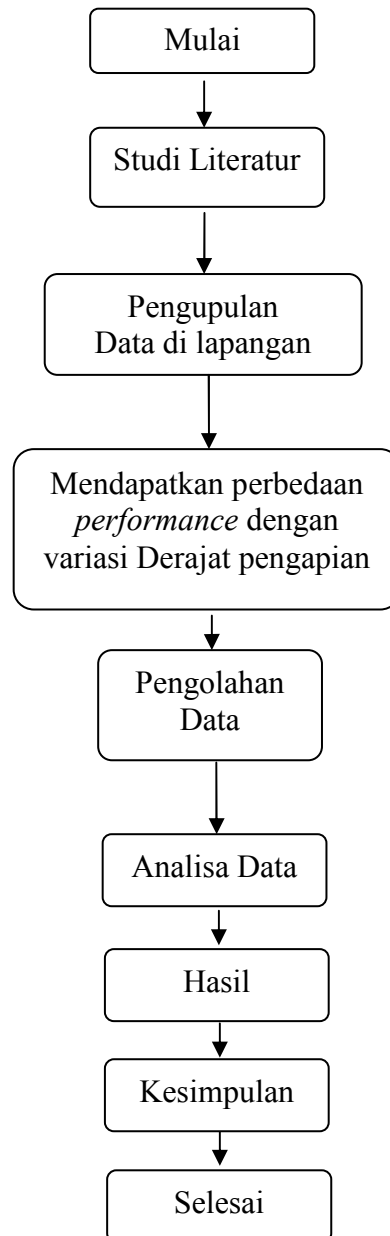 Mulai
Studi Literatur
Pengupulan
Data di lapangan
Mendapatkan perbedaan
performance dengan
variasi Derajat pengapian
Pengolahan
Data
Analisa Data
Hasil
Kesimpulan
Selesai